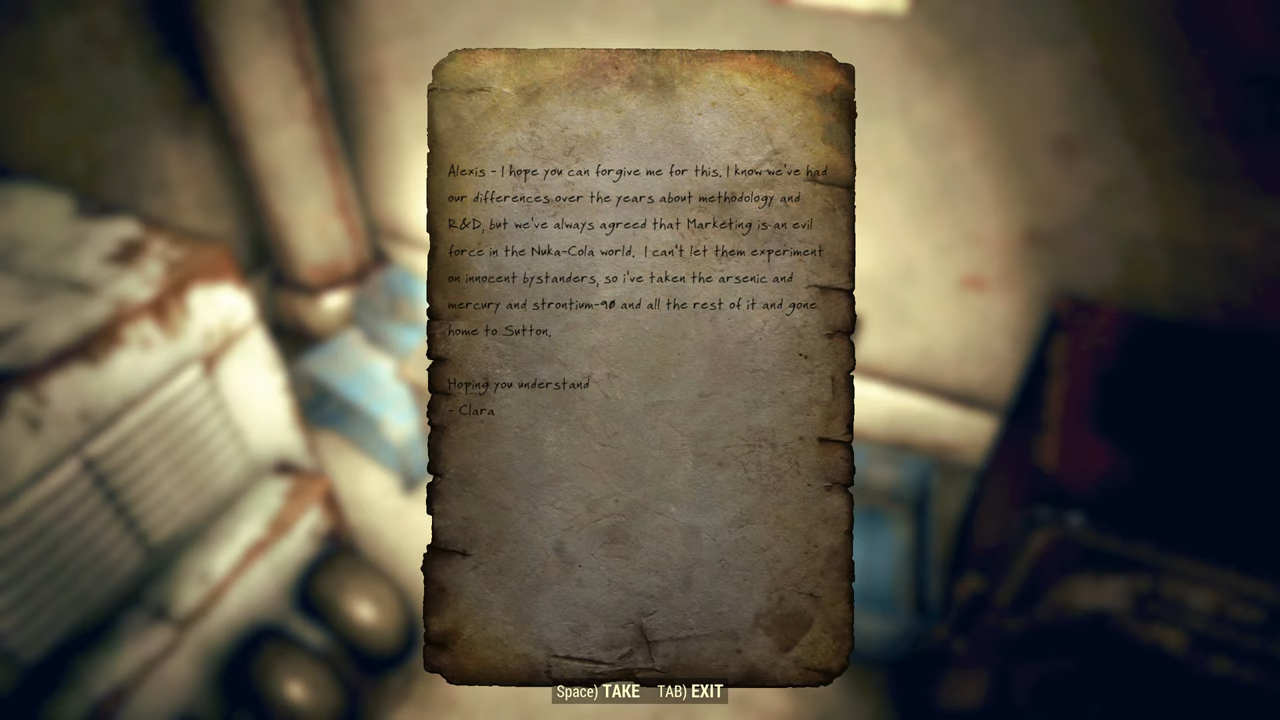 Alexis - I hope you can forgive me for this. I know we've had
our differences over the years about methodology and
R&D, but we've always agreed that Marketing is an evil
force in the Nuka-Cola world. I can't let them experiment
on innocent bystanders, so i've taken the arsenic and
mercury and strontium-90 and all the rest of it and gone
home to Sutton.
Hoping you understand
- Clara
Space) TAKE TAB) EXIT